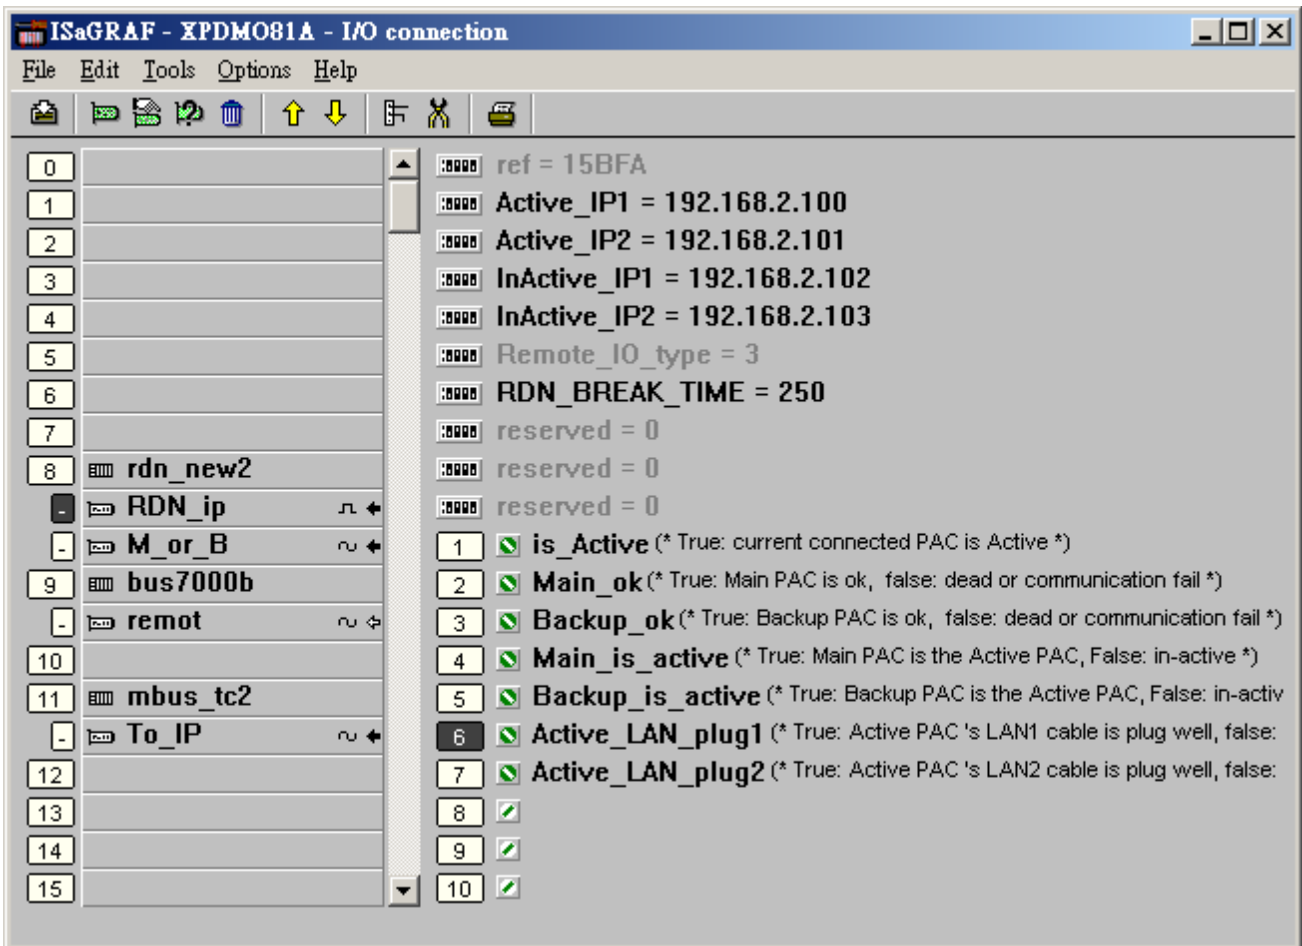 ISaGRAF - XPDMO81A - I/O connection
File Edit Tools Options Help
0
1
2
3
4
5
6
7
8 rdn_new2
- RDN_ip
- M_or_B
9 bus7000b
- remot
10
11 mbus_tc2
- To_IP
12
13
14
15
ref = 15BFA
Active_IP1 = 192.168.2.100
Active_IP2 = 192.168.2.101
InActive_IP1 = 192.168.2.102
InActive_IP2 = 192.168.2.103
Remote_IO_type = 3
RDN_BREAK_TIME = 250
reserved = 0
reserved = 0
reserved = 0
1 is_Active (* True: current connected PAC is Active *)
2 Main_ok (* True: Main PAC is ok, false: dead or communication fail *)
3 Backup_ok (* True: Backup PAC is ok, false: dead or communication fail *)
4 Main_is_active (* True: Main PAC is the Active PAC, False: in-active *)
5 Backup_is_active (* True: Backup PAC is the Active PAC, False: in-activ
6 Active_LAN_plug1 (* True: Active PAC 's LAN1 cable is plug well, false:
7 Active_LAN_plug2 (* True: Active PAC 's LAN2 cable is plug well, false:
8
9
10